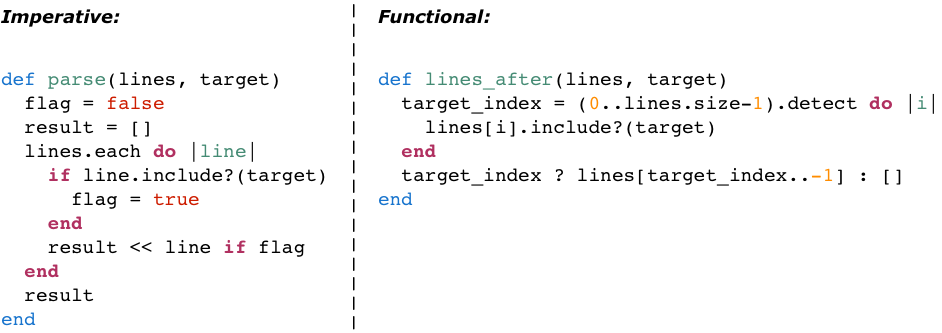 Imperative:
def parse(lines, target)
  flag = false
  result = []
  lines.each do |line|
    if line.include?(target)
      flag = true
    end
    result << line if flag
  end
  result
end
Functional:
def lines_after(lines, target)
  target_index = (0..lines.size-1).detect do |i|
    lines[i].include?(target)
  end
  target_index ? lines[target_index..-1] : []
end